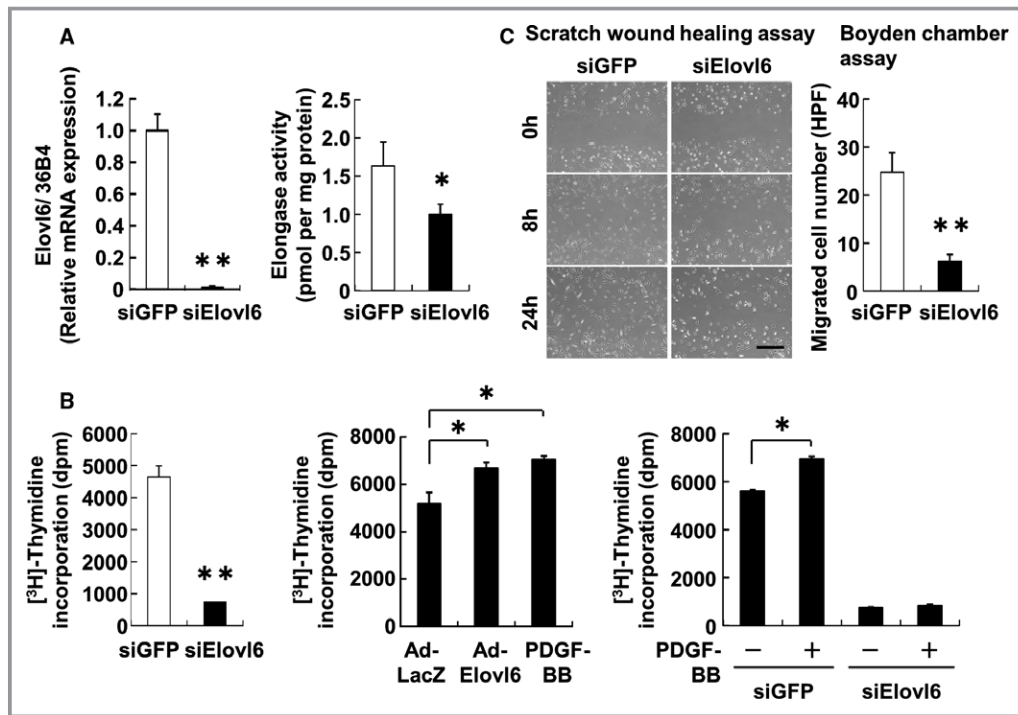 A
Elovl6/ 36B4
(Relative mRNA expression)
1.2
1.0
0.8
0.6
0.4
0.2
0
**
siGFP siElovl6
Elongase activity
(pmol per mg protein)
2.5
2.0
1.5
1.0
0.5
0
*
siGFP siElovl6
C Scratch wound healing assay
siGFP siElovl6
0h
8h
24h
Boyden chamber
assay
Migrated cell number (HPF)
40
30
20
10
0
**
siGFP siElovl6
B
[³H]-Thymidine
incorporation (dpm)
6000
5000
4000
3000
2000
1000
0
**
siGFP siElovl6
[³H]-Thymidine
incorporation (dpm)
8000
6000
4000
2000
0
*
*
Ad- Ad- PDGF-
LacZ Elovl6 BB
[³H]-Thymidine
incorporation (dpm)
8000
6000
4000
2000
0
*
PDGF- − + − +
BB
siGFP siElovl6